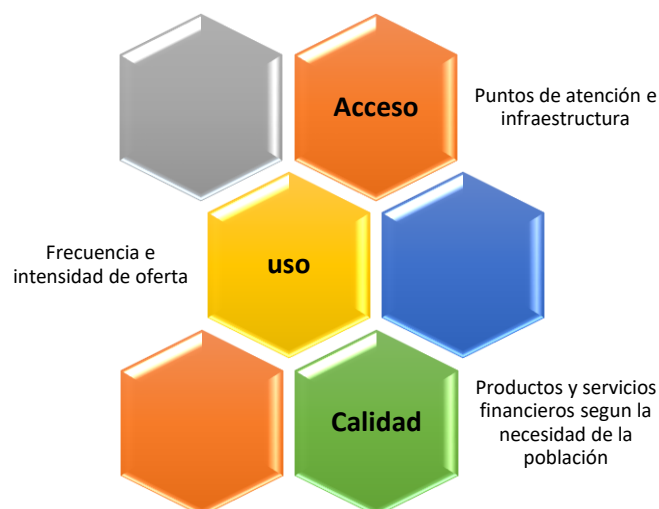 Acceso
Puntos de atención e
infraestructura
Frecuencia e
intensidad de oferta
uso
Calidad
Productos y servicios
financieros segun la
necesidad de la
población